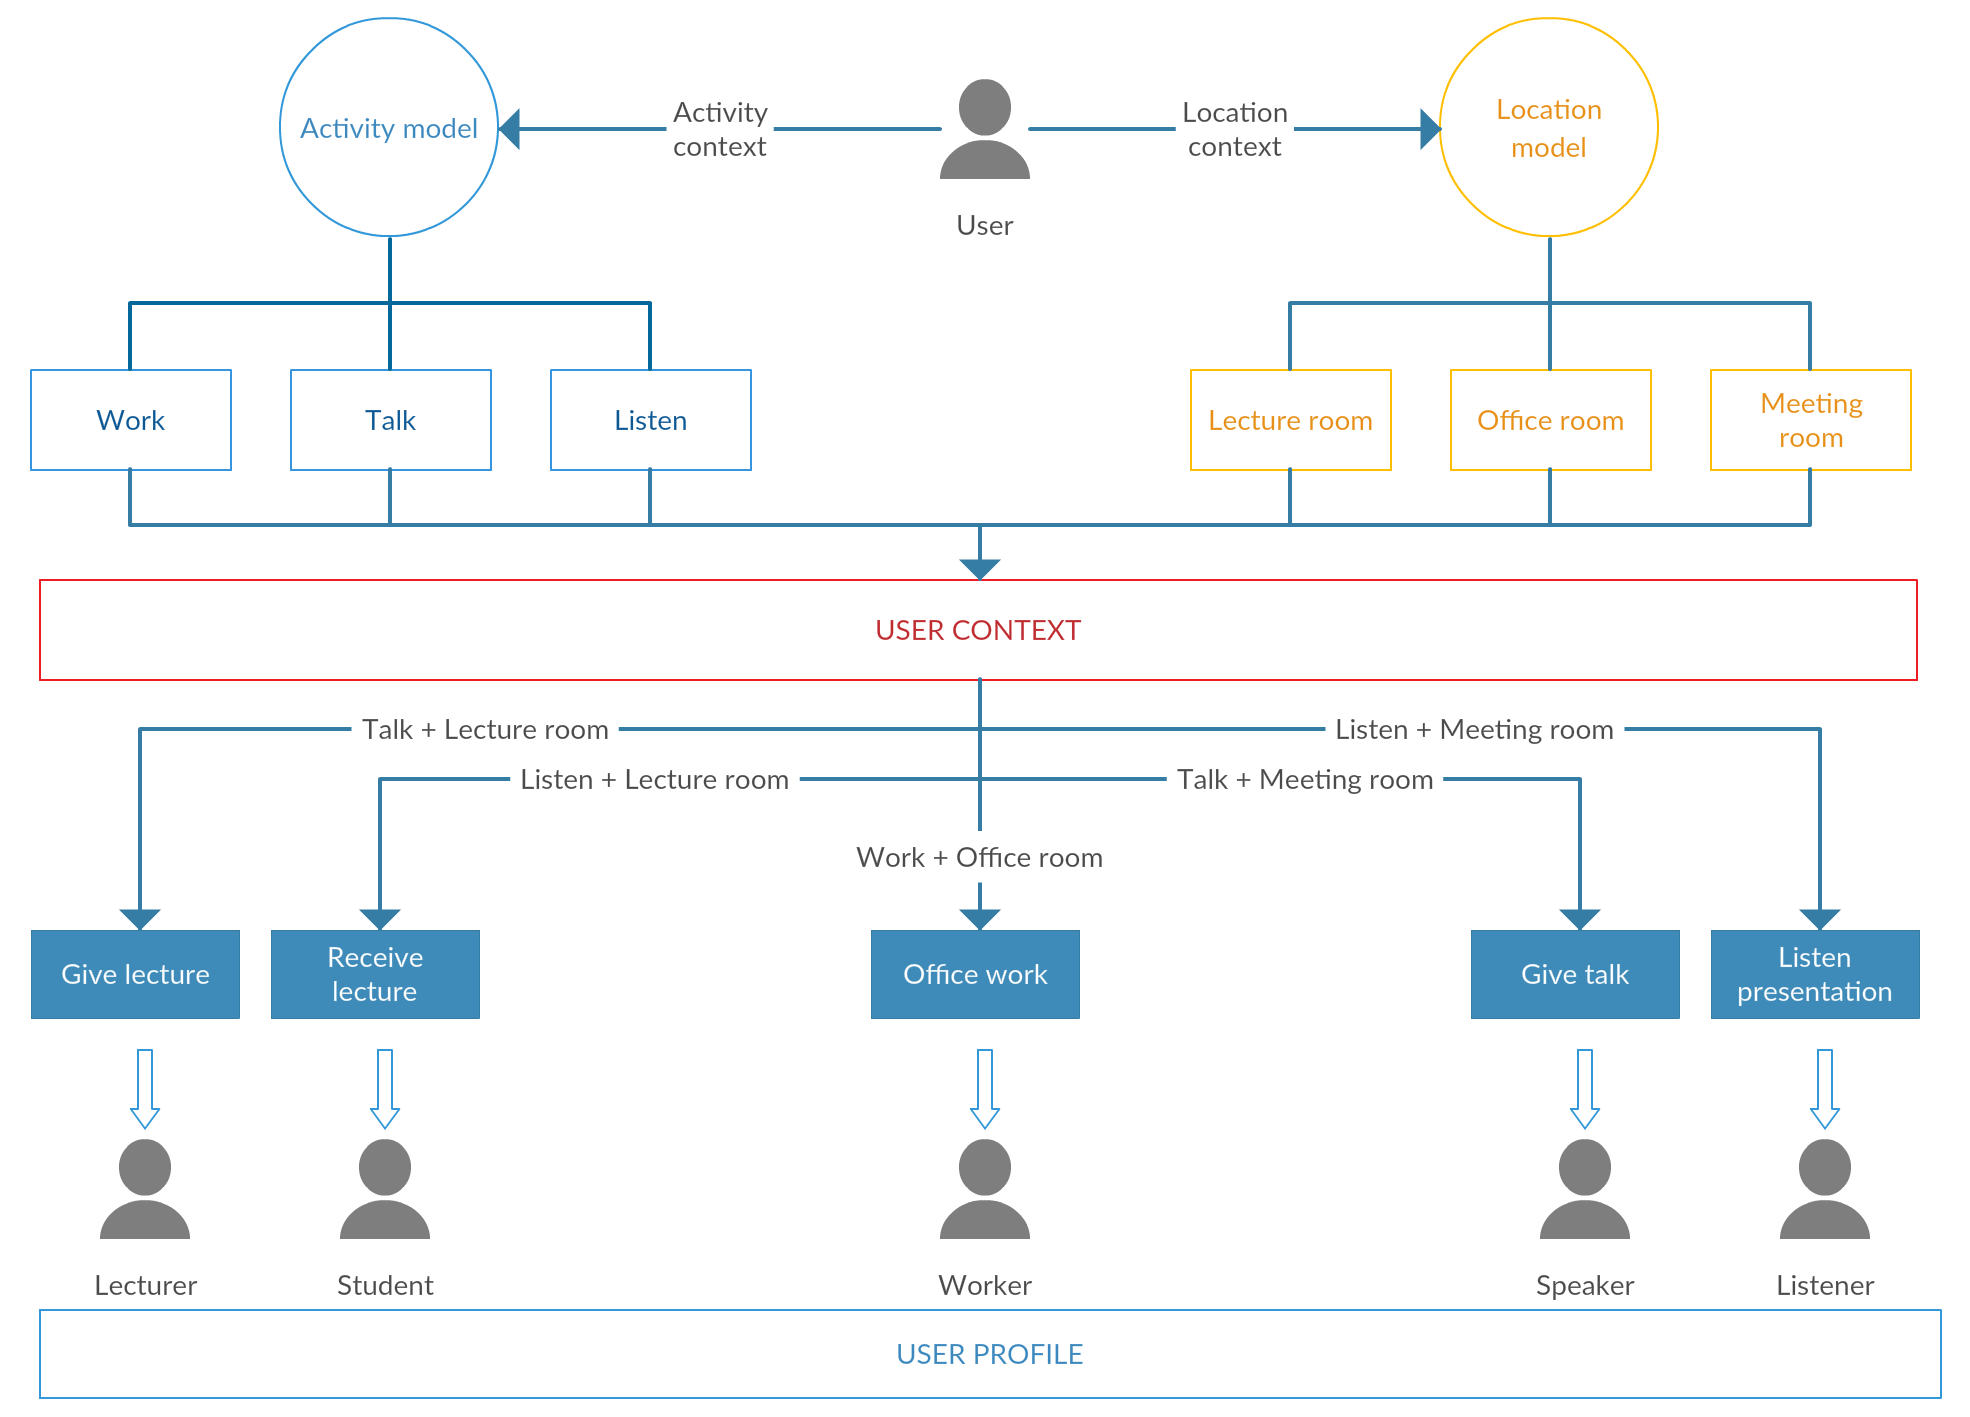 Activity model
Activity
context
User
Location
context
Location
model
Work
Talk
Listen
Lecture room
Office room
Meeting
room
USER CONTEXT
Talk + Lecture room
Listen + Meeting room
Listen + Lecture room
Talk + Meeting room
Work + Office room
Give lecture
Receive
lecture
Office work
Give talk
Listen
presentation
Lecturer
Student
Worker
Speaker
Listener
USER PROFILE